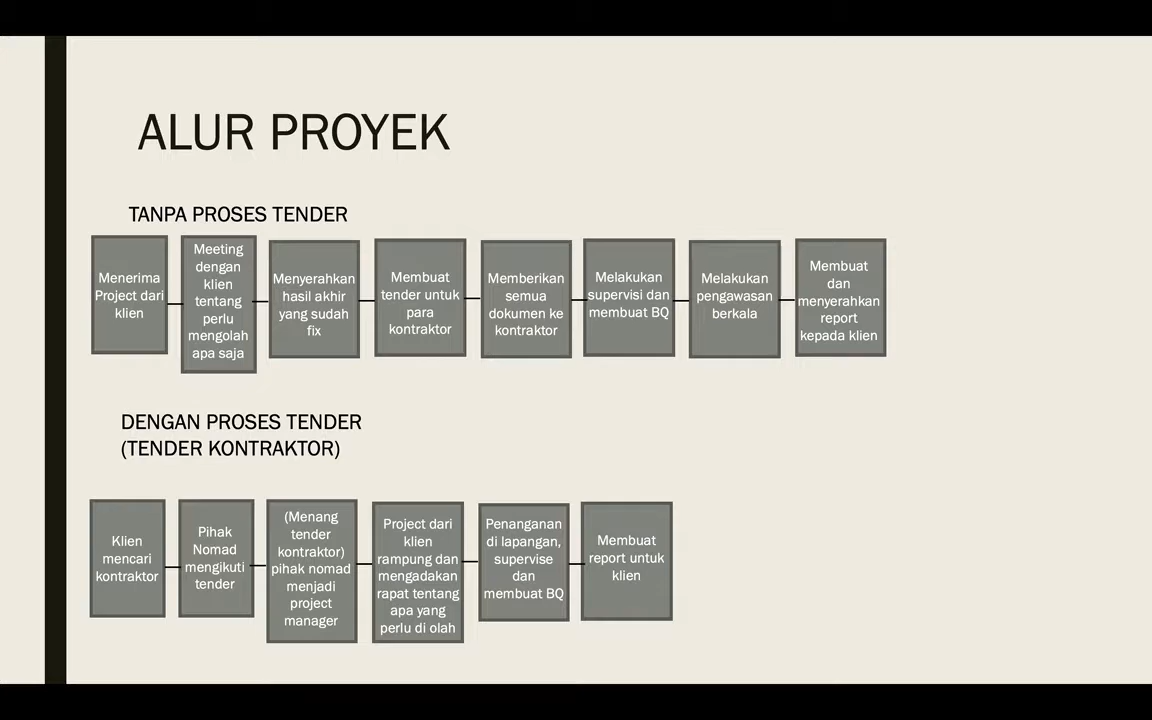 ALUR PROYEK
TANPA PROSES TENDER
Menerima
Project dari
klien
Meeting
dengan
klien
tentang
perlu
mengolah
apa saja
Menyerahkan
hasil akhir
yang sudah
fix
Membuat
tender untuk
para
kontraktor
Memberikan
semua
dokumen ke
kontraktor
Melakukan
supervisi dan
membuat BQ
Melakukan
pengawasan
berkala
Membuat
dan
menyerahkan
report
kepada klien
DENGAN PROSES TENDER
(TENDER KONTRAKTOR)
Klien
mencari
kontraktor
Pihak
Nomad
mengikuti
tender
(Menang
tender
kontraktor)
pihak nomad
menjadi
project
manager
Project dari
klien
rampung dan
mengadakan
rapat tentang
apa yang
perlu di olah
Penanganan
di lapangan,
supervise
dan
membuat BQ
Membuat
report untuk
klien